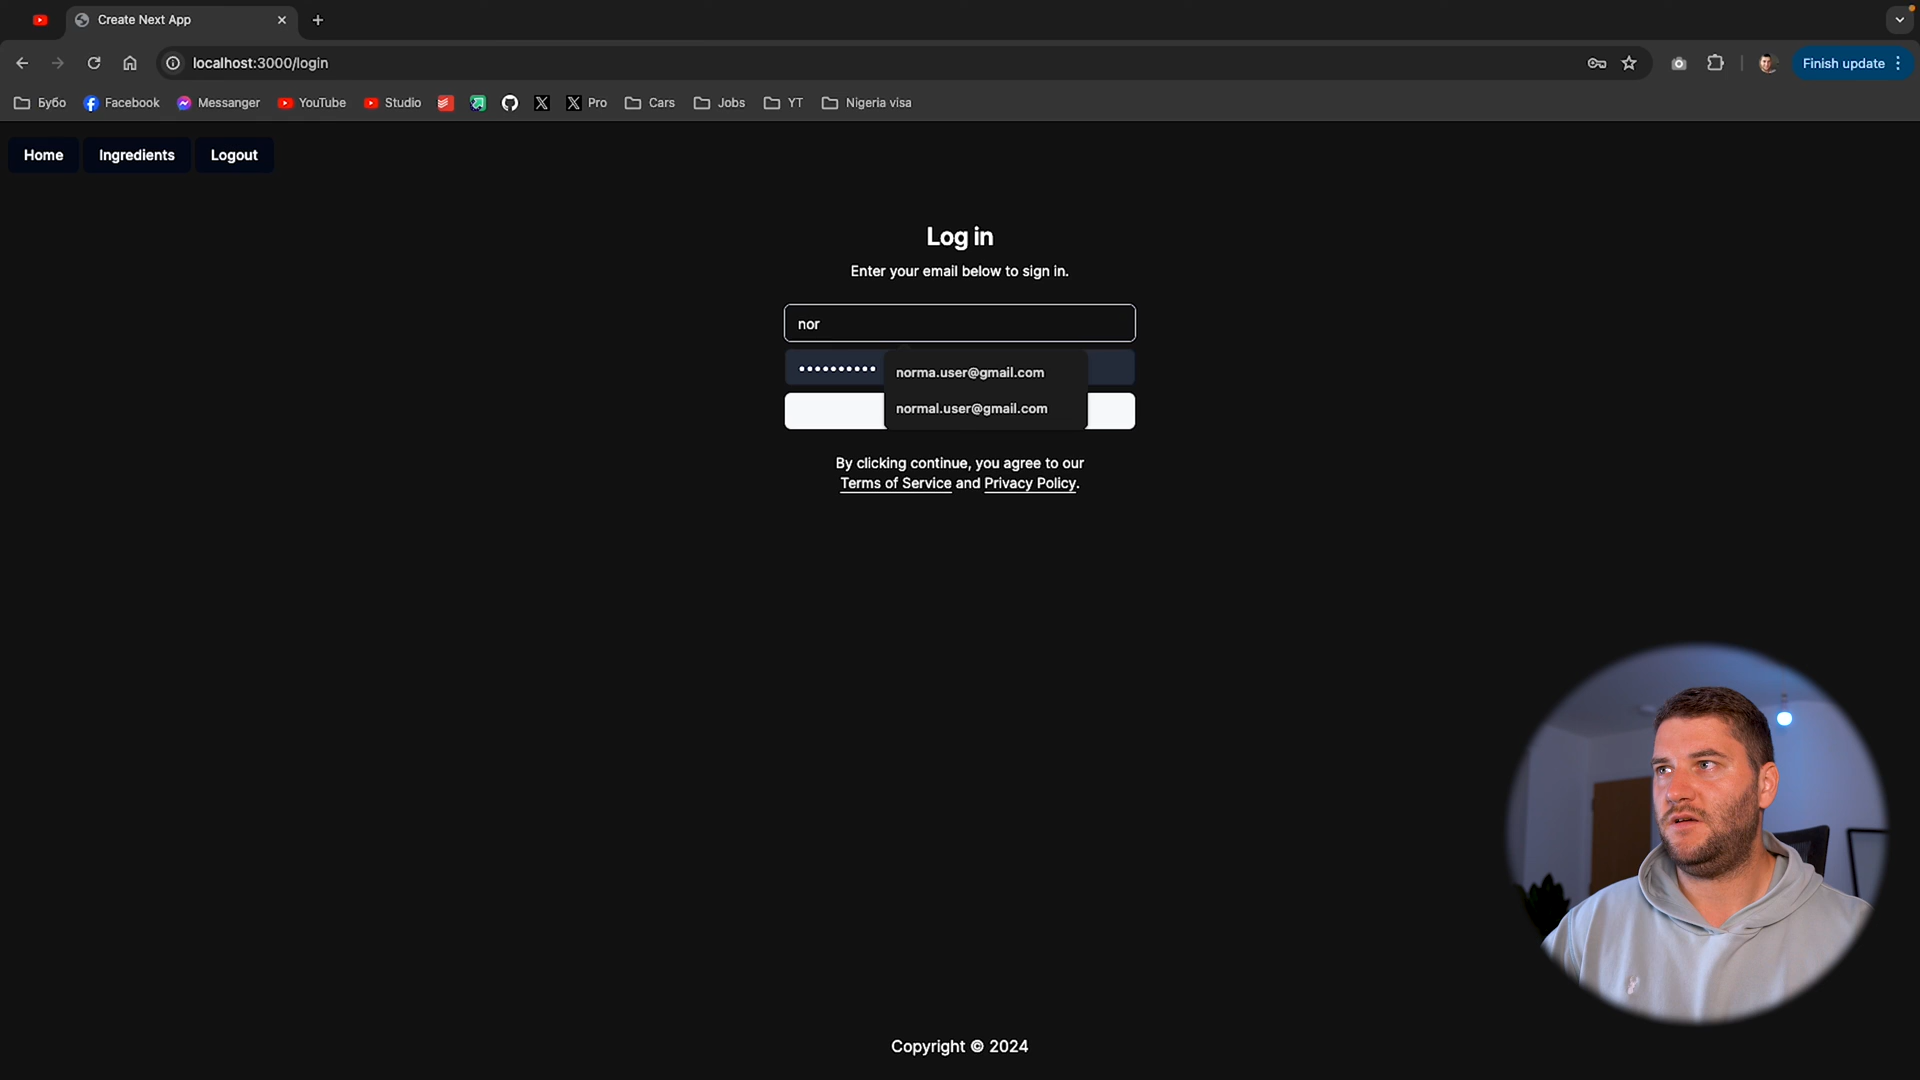 Create Next App
localhost:3000/login
Finish update
Бубо Facebook Messanger YouTube Studio Pro Cars Jobs YT Nigeria visa
Home Ingredients Logout
Log in
Enter your email below to sign in.
nor
norma.user@gmail.com
normal.user@gmail.com
By clicking continue, you agree to our
Terms of Service and Privacy Policy.
Copyright © 2024